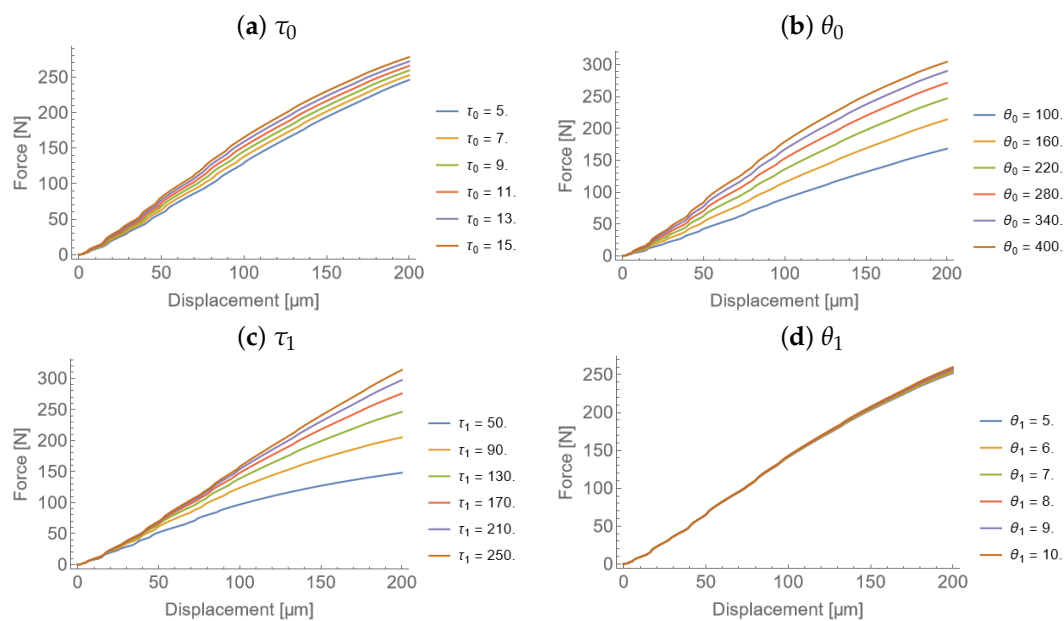 (a) τ0
Force [N]
250
200
150
100
50
0
0 50 100 150 200
Displacement [μm]
τ0 = 5.
τ0 = 7.
τ0 = 9.
τ0 = 11.
τ0 = 13.
τ0 = 15.
(b) θ0
Force [N]
300
250
200
150
100
50
0
0 50 100 150 200
Displacement [μm]
θ0 = 100.
θ0 = 160.
θ0 = 220.
θ0 = 280.
θ0 = 340.
θ0 = 400.
(c) τ1
Force [N]
300
250
200
150
100
50
0
0 50 100 150 200
Displacement [μm]
τ1 = 50.
τ1 = 90.
τ1 = 130.
τ1 = 170.
τ1 = 210.
τ1 = 250.
(d) θ1
Force [N]
250
200
150
100
50
0
0 50 100 150 200
Displacement [μm]
θ1 = 5.
θ1 = 6.
θ1 = 7.
θ1 = 8.
θ1 = 9.
θ1 = 10.